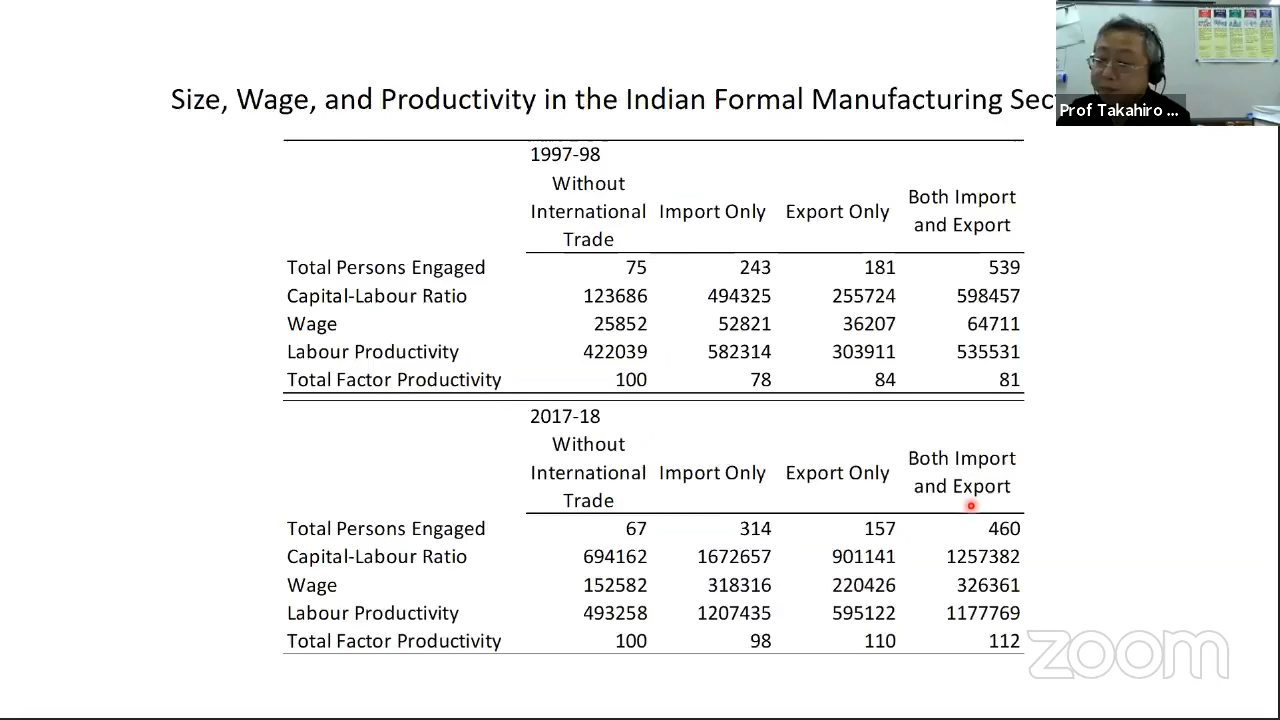 Size, Wage, and Productivity in the Indian Formal Manufacturing Sec
Prof Takahiro ...
1997-98
Without International Trade Import Only Export Only Both Import and Export
Total Persons Engaged 75 243 181 539
Capital-Labour Ratio 123686 494325 255724 598457
Wage 25852 52821 36207 64711
Labour Productivity 422039 582314 303911 535531
Total Factor Productivity 100 78 84 81
2017-18
Without International Trade Import Only Export Only Both Import and Export
Total Persons Engaged 67 314 157 460
Capital-Labour Ratio 694162 1672657 901141 1257382
Wage 152582 318316 220426 326361
Labour Productivity 493258 1207435 595122 1177769
Total Factor Productivity 100 98 110 112
zoom